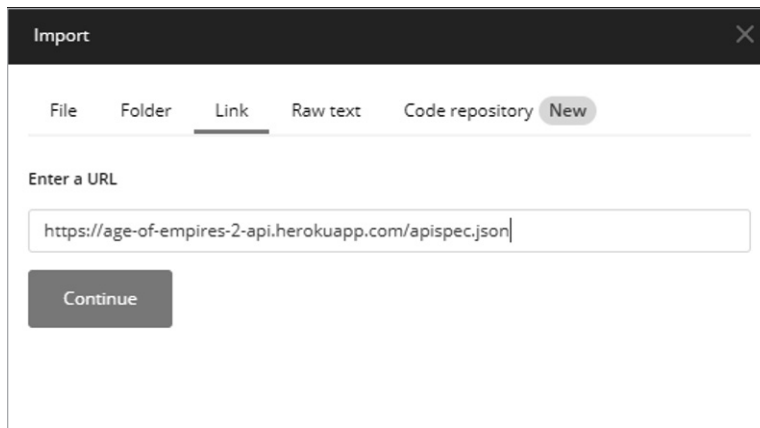 Import
File Folder Link Raw text Code repository New
Enter a URL
https://age-of-empires-2-api.herokuapp.com/apispec.json
Continue